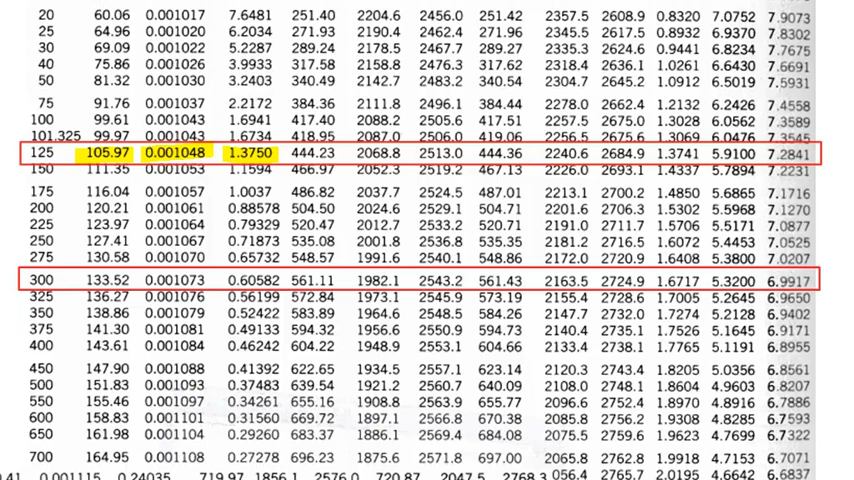 20 60.06 0.001017 7.6481 251.40 2204.6 2456.0 251.42 2357.5 2608.9 0.8320 7.0752 7.9073
25 64.96 0.001020 6.2034 271.93 2190.4 2462.4 271.96 2345.5 2617.5 0.8932 6.9370 7.8302
30 69.09 0.001022 5.2287 289.24 2178.5 2467.7 289.27 2335.3 2624.6 0.9441 6.8234 7.7675
40 75.86 0.001026 3.9933 317.58 2158.8 2476.3 317.62 2318.4 2636.1 1.0261 6.6430 7.6691
50 81.32 0.001030 3.2403 340.49 2142.7 2483.2 340.54 2304.7 2645.2 1.0912 6.5019 7.5931
75 91.76 0.001037 2.2172 384.36 2111.8 2496.1 384.44 2278.0 2662.4 1.2132 6.2426 7.4558
100 99.61 0.001043 1.6941 417.40 2088.2 2505.6 417.51 2257.5 2675.0 1.3028 6.0562 7.3589
101.325 99.97 0.001043 1.6734 418.95 2087.0 2506.0 419.06 2256.5 2675.6 1.3069 6.0476 7.3545
125 105.97 0.001048 1.3750 444.23 2068.8 2513.0 444.36 2240.6 2684.9 1.3741 5.9100 7.2841
150 111.35 0.001053 1.1594 466.97 2052.3 2519.2 467.13 2226.0 2693.1 1.4337 5.7894 7.2231
175 116.04 0.001057 1.0037 486.82 2037.7 2524.5 487.01 2213.1 2700.2 1.4850 5.6865 7.1716
200 120.21 0.001061 0.88578 504.50 2024.6 2529.1 504.71 2201.6 2706.3 1.5302 5.5968 7.1270
225 123.97 0.001064 0.79329 520.47 2012.7 2533.2 520.71 2191.0 2711.7 1.5706 5.5171 7.0877
250 127.41 0.001067 0.71873 535.08 2001.8 2536.8 535.35 2181.2 2716.5 1.6072 5.4453 7.0525
275 130.58 0.001070 0.65732 548.57 1991.6 2540.1 548.86 2172.0 2720.9 1.6408 5.3800 7.0207
300 133.52 0.001073 0.60582 561.11 1982.1 2543.2 561.43 2163.5 2724.9 1.6717 5.3200 6.9917
325 136.27 0.001076 0.56199 572.84 1973.1 2545.9 573.19 2155.4 2728.6 1.7005 5.2645 6.9650
350 138.86 0.001079 0.52422 583.89 1964.6 2548.5 584.26 2147.7 2732.0 1.7274 5.2128 6.9402
375 141.30 0.001081 0.49133 594.32 1956.6 2550.9 594.73 2140.4 2735.1 1.7526 5.1645 6.9171
400 143.61 0.001084 0.46242 604.22 1948.9 2553.1 604.66 2133.4 2738.1 1.7765 5.1191 6.8955
450 147.90 0.001088 0.41392 622.65 1934.5 2557.1 623.14 2120.3 2743.4 1.8205 5.0356 6.8561
500 151.83 0.001093 0.37483 639.54 1921.2 2560.7 640.09 2108.0 2748.1 1.8604 4.9603 6.8207
550 155.46 0.001097 0.34261 655.16 1908.8 2563.9 655.77 2096.6 2752.4 1.8970 4.8916 6.7886
600 158.83 0.001101 0.31560 669.72 1897.1 2566.8 670.38 2085.8 2756.2 1.9308 4.8285 6.7593
650 161.98 0.001104 0.29260 683.37 1886.1 2569.4 684.08 2075.5 2759.6 1.9623 4.7699 6.7322
700 164.95 0.001108 0.27278 696.23 1875.6 2571.8 697.00 2065.8 2762.8 1.9918 4.7153 6.7071
0.001115 0.24035 719.97 1856.1 2576.0 720.87 2047.5 2768.3 056.4 2765.7 2.0195 4.6642 6.6837